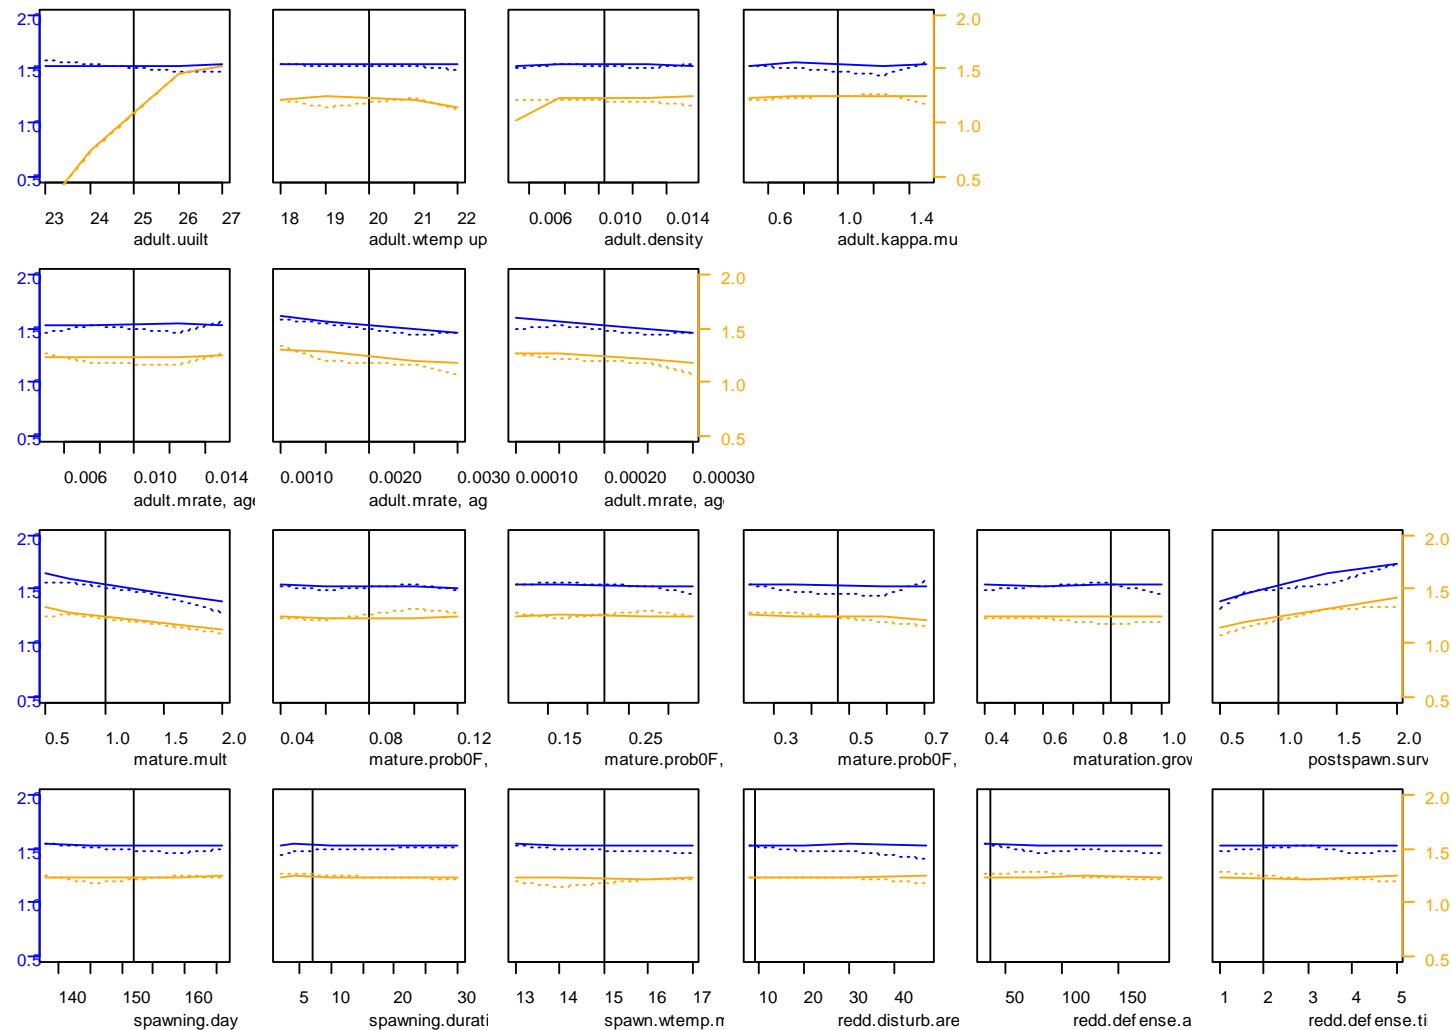 2.0 2.0
1.5 1.5
1.0 1.0
0.5 0.5
23 24 25 26 27 18 19 20 21 22 0.006 0.010 0.014 0.6 1.0 1.4
adult.uuilt adult.wtemp up adult.density adult.kappa.mu
2.0 2.0
1.5 1.5
1.0 1.0
0.5 0.5
0.006 0.010 0.014 0.0010 0.0020 0.0030 0.00010 0.00020 0.00030
adult.mrate, age adult.mrate, ag adult.mrate, age
2.0 2.0
1.5 1.5
1.0 1.0
0.5 0.5
0.5 1.0 1.5 2.0 0.04 0.08 0.12 0.15 0.25 0.3 0.5 0.7 0.4 0.6 0.8 1.0 0.5 1.0 1.5 2.0
mature.mult mature.prob0F, mature.prob0F, mature.prob0F, maturation.grow postspawn.surv
2.0 2.0
1.5 1.5
1.0 1.0
0.5 0.5
140 150 160 5 10 20 30 13 14 15 16 17 10 20 30 40 50 100 150 1 2 3 4 5
spawning.day spawning.durati spawn.wtemp.m redd.disturb.are redd.defense.a redd.defense.ti